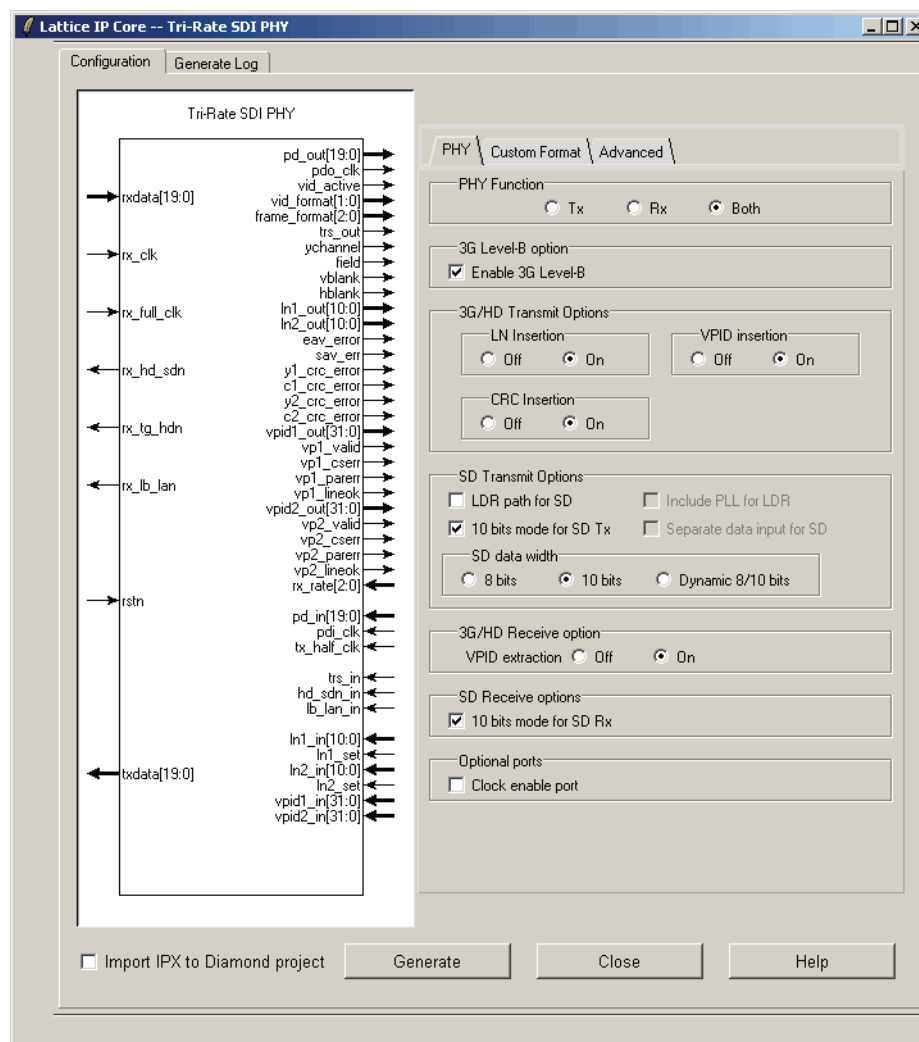 Lattice IP Core -- Tri-Rate SDI PHY
Configuration
Generate Log
Tri-Rate SDI PHY
rxdata[19:0]
rx_clk
rx_full_clk
rx_hd_sdn
rx_tg_hdn
rx_lb_lan
rstn
txdata[19:0]
pd_out[19:0]
pdo_clk
vid_active
vid_format[1:0]
frame_format[2:0]
trs_out
ychannel
field
vblank
hblank
ln1_out[10:0]
ln2_out[10:0]
eav_error
sav_err
y1_crc_error
c1_crc_error
y2_crc_error
c2_crc_error
vpid1_out[31:0]
vp1_valid
vp1_cserr
vp1_parerr
vp1_lineok
vpid2_out[31:0]
vp2_valid
vp2_cserr
vp2_parerr
vp2_lineok
rx_rate[2:0]
pd_in[19:0]
pdi_clk
tx_half_clk
trs_in
hd_sdn_in
lb_lan_in
ln1_in[10:0]
ln1_set
ln2_in[10:0]
ln2_set
vpid1_in[31:0]
vpid2_in[31:0]
PHY
Custom Format
Advanced
PHY Function
Tx Rx Both
3G Level-B option
Enable 3G Level-B
3G/HD Transmit Options
LN Insertion
Off On
VPID insertion
Off On
CRC Insertion
Off On
SD Transmit Options
LDR path for SD
Include PLL for LDR
10 bits mode for SD Tx
Separate data input for SD
SD data width
8 bits 10 bits Dynamic 8/10 bits
3G/HD Receive option
VPID extraction Off On
SD Receive options
10 bits mode for SD Rx
Optional ports
Clock enable port
Import IPX to Diamond project
Generate
Close
Help